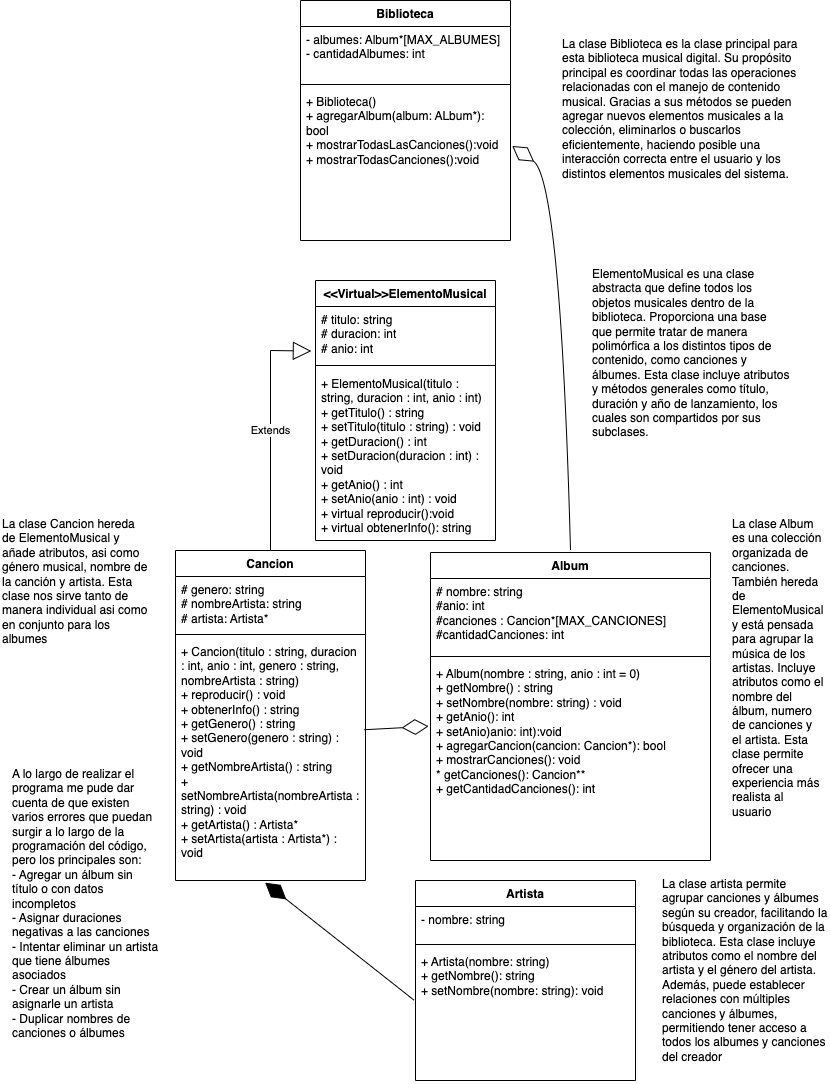 Biblioteca
- albumes: Album*[MAX_ALBUMES]
- cantidadAlbumes: int
+ Biblioteca()
+ agregarAlbum(album: ALbum*):
bool
+ mostrarTodasLasCanciones():void
+ mostrarTodasCanciones():void
La clase Biblioteca es la clase principal para
esta biblioteca musical digital. Su propósito
principal es coordinar todas las operaciones
relacionadas con el manejo de contenido
musical. Gracias a sus métodos se pueden
agregar nuevos elementos musicales a la
colección, eliminarlos o buscarlos
eficientemente, haciendo posible una
interacción correcta entre el usuario y los
distintos elementos musicales del sistema.
<<Virtual>>ElementoMusical
# titulo: string
# duracion: int
# anio: int
+ ElementoMusical(titulo :
string, duracion : int, anio : int)
+ getTitulo() : string
+ setTitulo(titulo : string) : void
+ getDuracion() : int
+ setDuracion(duracion : int) :
void
+ getAnio() : int
+ setAnio(anio : int) : void
+ virtual reproducir():void
+ virtual obtenerInfo(): string
ElementoMusical es una clase
abstracta que define todos los
objetos musicales dentro de la
biblioteca. Proporciona una base
que permite tratar de manera
polimórfica a los distintos tipos de
contenido, como canciones y
álbumes. Esta clase incluye atributos
y métodos generales como título,
duración y año de lanzamiento, los
cuales son compartidos por sus
subclases.
Extends
La clase Cancion hereda
de ElementoMusical y
añade atributos, asi como
género musical, nombre de
la canción y artista. Esta
clase nos sirve tanto de
manera individual asi como
en conjunto para los
albumes
Cancion
# genero: string
# nombreArtista: string
# artista: Artista*
+ Cancion(titulo : string, duracion
: int, anio : int, genero : string,
nombreArtista : string)
+ reproducir() : void
+ obtenerInfo() : string
+ getGenero() : string
+ setGenero(genero : string) :
void
+ getNombreArtista() : string
+
setNombreArtista(nombreArtista :
string) : void
+ getArtista() : Artista*
+ setArtista(artista : Artista*) :
void
Album
# nombre: string
#anio: int
#canciones : Cancion*[MAX_CANCIONES]
#cantidadCanciones: int
+ Album(nombre : string, anio : int = 0)
+ getNombre() : string
+ setNombre(nombre: string) : void
+ getAnio(): int
+ setAnio)anio: int):void
+ agregarCancion(cancion: Cancion*): bool
+ mostrarCanciones(): void
* getCanciones(): Cancion**
+ getCantidadCanciones(): int
La clase Album
es una colección
organizada de
canciones.
También hereda
de
ElementoMusical
y está pensada
para agrupar la
música de los
artistas. Incluye
atributos como el
nombre del
álbum, numero
de canciones y
el artista. Esta
clase permite
ofrecer una
experiencia más
realista al
usuario
A lo largo de realizar el
programa me pude dar
cuenta de que existen
varios errores que puedan
surgir a lo largo de la
programación del código,
pero los principales son:
- Agregar un álbum sin
título o con datos
incompletos
- Asignar duraciones
negativas a las canciones
- Intentar eliminar un artista
que tiene álbumes
asociados
- Crear un álbum sin
asignarle un artista
- Duplicar nombres de
canciones o álbumes
Artista
- nombre: string
+ Artista(nombre: string)
+ getNombre(): string
+ setNombre(nombre: string): void
La clase artista permite
agrupar canciones y álbumes
según su creador, facilitando la
búsqueda y organización de la
biblioteca. Esta clase incluye
atributos como el nombre del
artista y el género del artista.
Además, puede establecer
relaciones con múltiples
canciones y álbumes,
permitiendo tener acceso a
todos los albumes y canciones
del creador